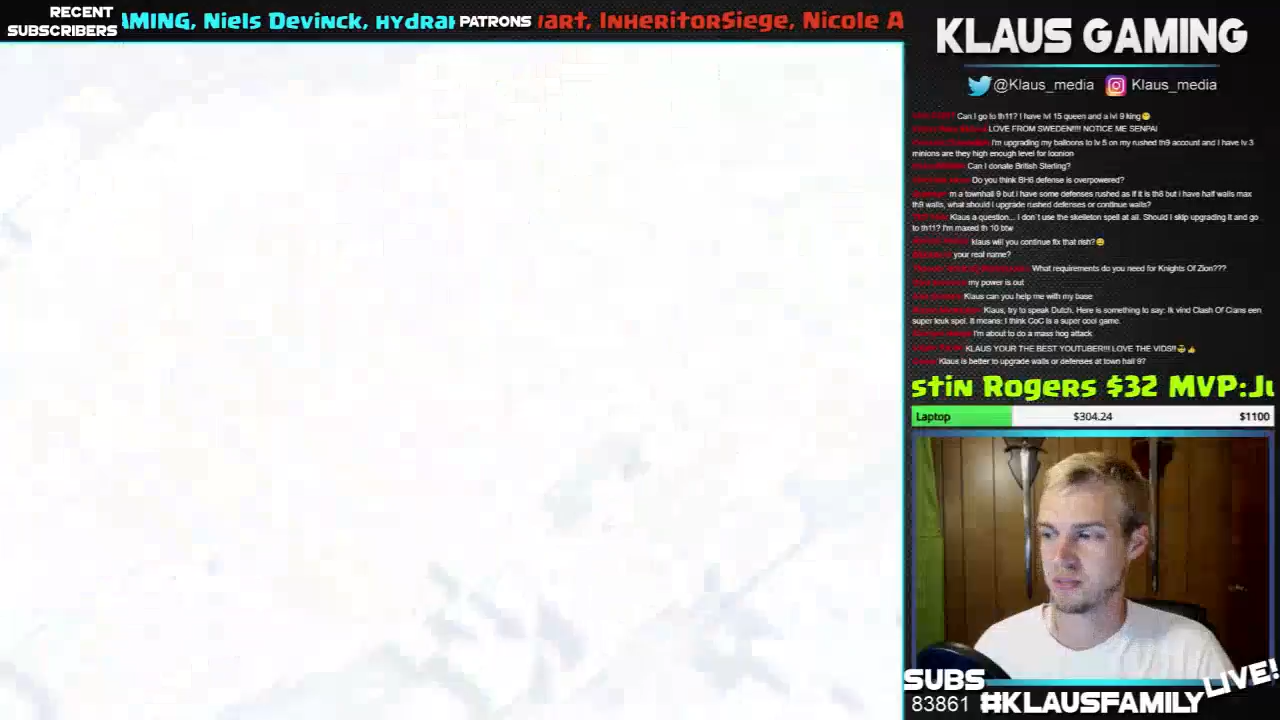 RECENT
SUBSCRIBERS
AMING, Niels Devinck, HYDRA
PATRONS
art, InheritorSiege, Nicole A
KLAUS GAMING
@Klaus_media
Klaus_media
Can I go to th11? I have lvl 15 queen and a lvl 9 king
LOVE FROM SWEDEN!!!! NOTICE ME SENPAI
I'm upgrading my balloons to lv 5 on my rushed th9 account and I have lv 3
minions are they high enough level for loonion
Can I donate British Sterling?
Do you think BH6 defense is overpowered?
m a townhall 9 but i have some defenses rushed as if it is th8 but i have half walls max
th9 walls, what should I upgrade rushed defenses or continue walls?
Klaus a question... I don`t use the skeleton spell at all. Should I skip upgrading it and go
to th11? I'm maxed th 10 btw
klaus will you continue fix that rish?
your real name?
What requirements do you need for Knights Of Zion???
my power is out
Klaus can you help me with my base
Klaus, try to speak Dutch. Here is something to say: Ik vind Clash Of Clans een
super leuk spel. It means: I think CoC is a super cool game.
I'm about to do a mass hog attack
KLAUS YOUR THE BEST YOUTUBER!!! LOVE THE VIDS!!
Klaus is better to upgrade walls or defenses at town hall 9?
stin Rogers $32 MVP:Ju
Laptop $304.24 $1100
SUBS
83861 #KLAUSFAMILY LIVE!